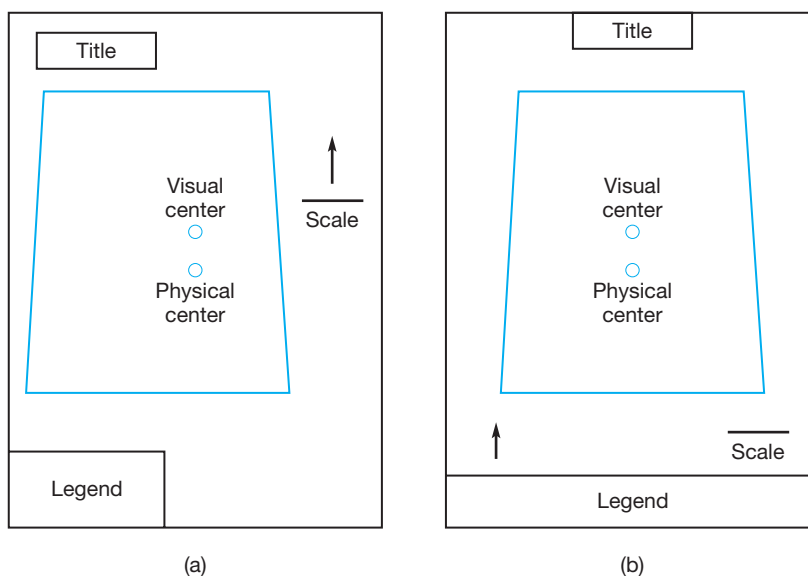 Title
Visual
center
Scale
Physical
center
Legend
(a)
Title
Visual
center
Physical
center
Scale
Legend
(b)